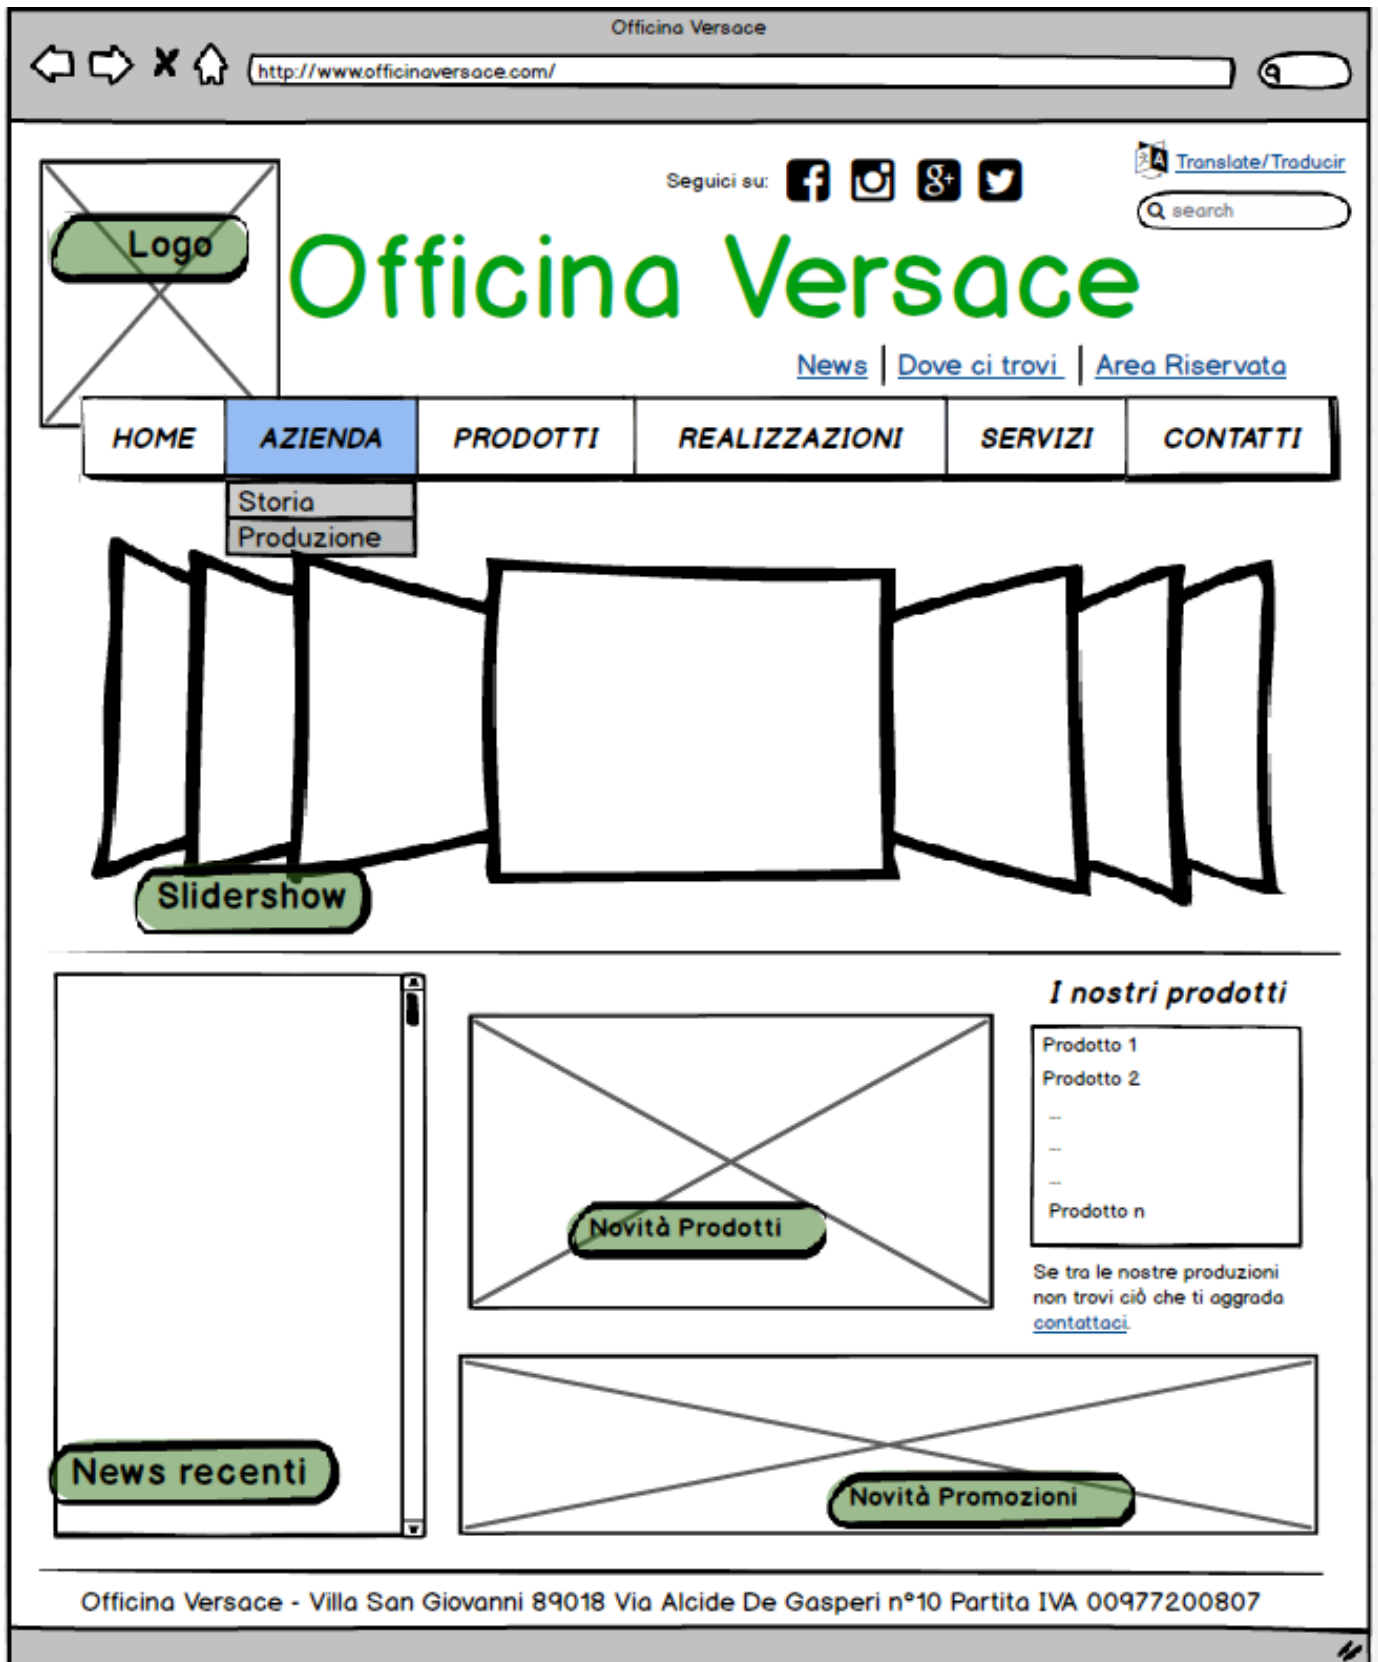 Officina Versace
http://www.officinaversace.com/
Seguici su:
Translate/Traducir
search
Logo
Officina Versace
News | Dove ci trovi | Area Riservata
HOME AZIENDA PRODOTTI REALIZZAZIONI SERVIZI CONTATTI
Storia
Produzione
Slidershow
I nostri prodotti
Prodotto 1
Prodotto 2
...
...
...
Prodotto n
Novità Prodotti
Se tra le nostre produzioni
non trovi ciò che ti aggrada
contattaci.
News recenti
Novità Promozioni
Officina Versace - Villa San Giovanni 89018 Via Alcide De Gasperi n°10 Partita IVA 00977200807